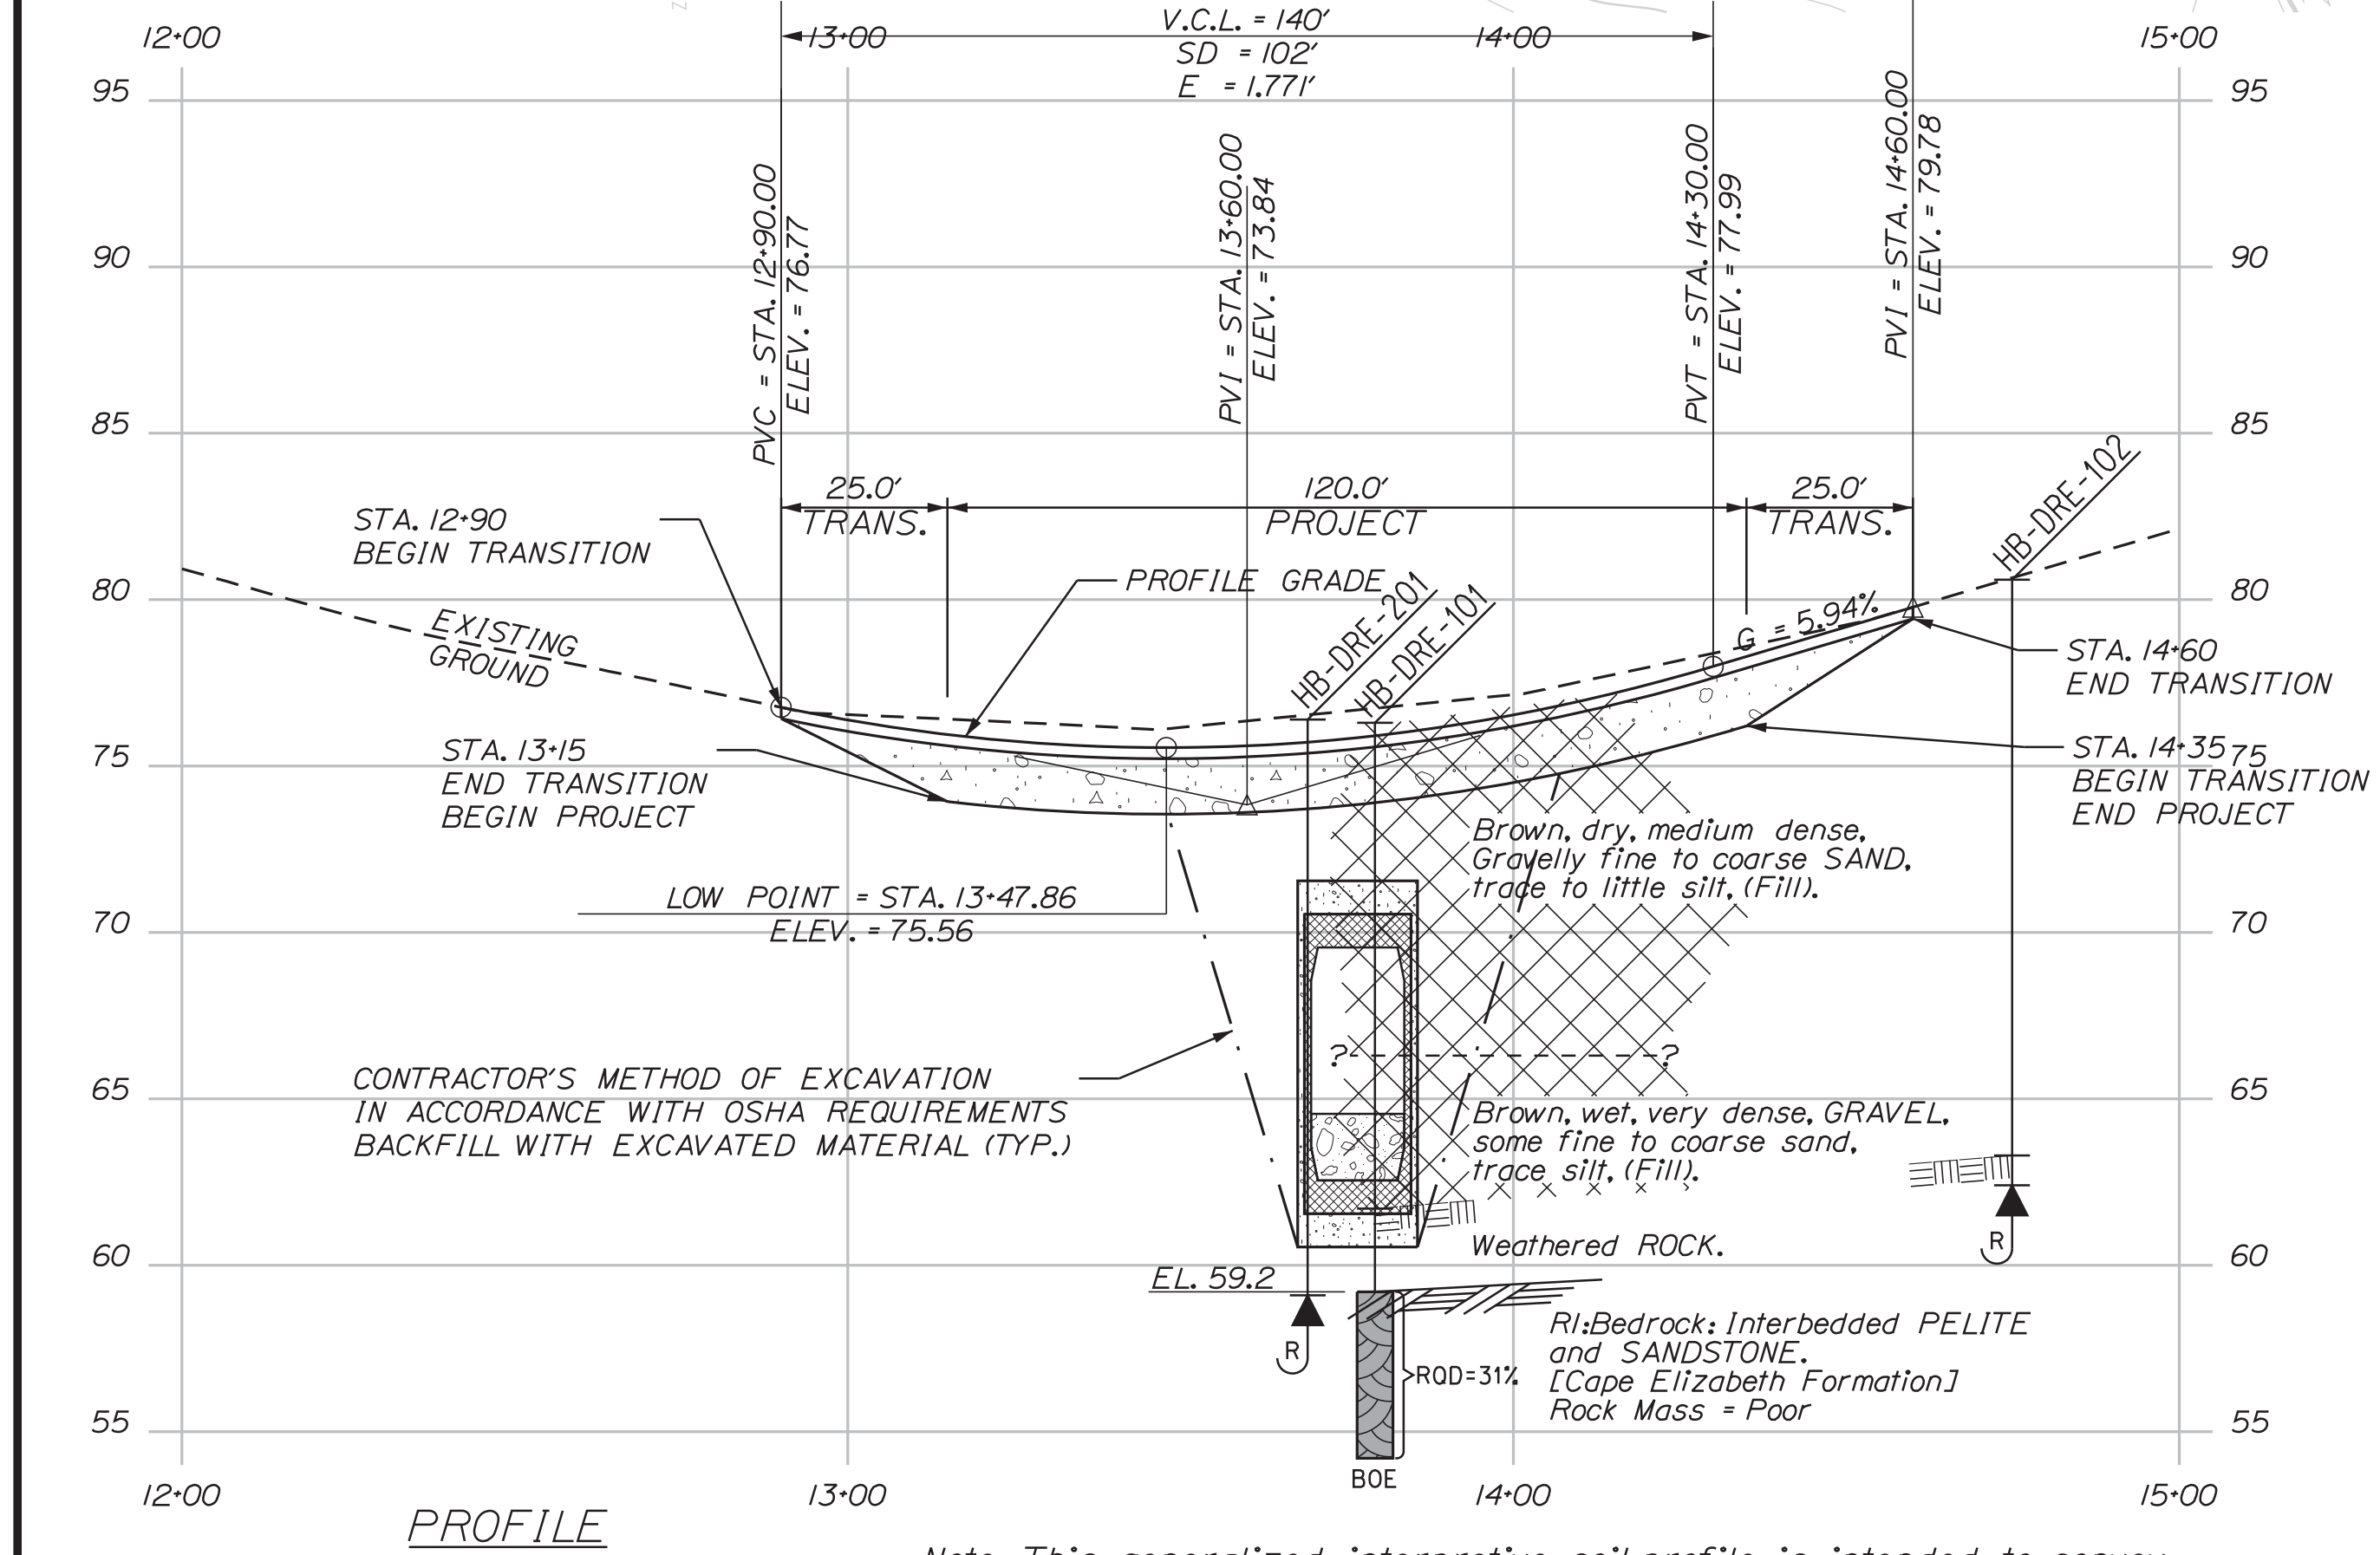 12+00
13+00
V.C.L. = 140'
14+00
15+00
SD = 102'
E = 1.771'
95
95
90
90
85
85
80
80
75
75
70
70
65
65
60
60
55
55
PVC = STA. 12+90.00
ELEV. = 76.77
PVI = STA. 13+60.00
ELEV. = 73.84
PVT = STA. 14+30.00
ELEV. = 77.99
PVI = STA. 14+60.00
ELEV. = 79.78
25.0'
TRANS.
120.0'
PROJECT
25.0'
TRANS.
STA. 12+90
BEGIN TRANSITION
EXISTING
GROUND
PROFILE GRADE
HB-DRE-201
HB-DRE-101
HB-DRE-102
G = 5.94%
STA. 14+60
END TRANSITION
STA. 13+15
END TRANSITION
BEGIN PROJECT
STA. 14+35
BEGIN TRANSITION
END PROJECT
Brown, dry, medium dense,
Gravelly fine to coarse SAND,
trace to little silt, (Fill).
LOW POINT = STA. 13+47.86
ELEV. = 75.56
CONTRACTOR'S METHOD OF EXCAVATION
IN ACCORDANCE WITH OSHA REQUIREMENTS
BACKFILL WITH EXCAVATED MATERIAL (TYP.)
?
?
Brown, wet, very dense, GRAVEL,
some fine to coarse sand,
trace silt, (Fill).
Weathered ROCK.
EL. 59.2
R
R
RQD=31%
R1:Bedrock: Interbedded PELITE
and SANDSTONE.
[Cape Elizabeth Formation]
Rock Mass = Poor
BOE
12+00
13+00
14+00
15+00
PROFILE
Note: This generalized interpretive soil profile is intended to convey